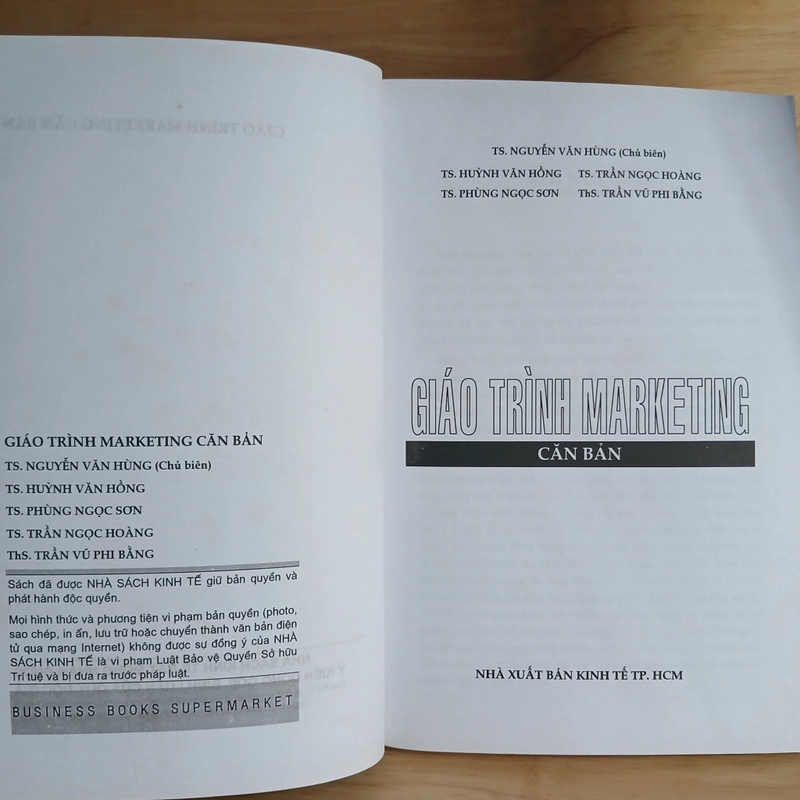 GIÁO TRÌNH MARKETING CĂN BẢN
TS. NGUYỄN VĂN HÙNG (Chủ biên)
TS. HUỲNH VĂN HỒNG
TS. PHÙNG NGỌC SƠN
TS. TRẦN NGỌC HOÀNG
ThS. TRẦN VŨ PHI BẰNG
Sách đã được NHÀ SÁCH KINH TẾ giữ bản quyền và
phát hành độc quyền.
Mọi hình thức và phương tiện vi phạm bản quyền (photo,
sao chép, in ấn, lưu trữ hoặc chuyển thành văn bản điện
tử qua mạng Internet) không được sự đồng ý của NHÀ
SÁCH KINH TẾ là vi phạm Luật Bảo vệ Quyền Sở hữu
Trí tuệ và bị đưa ra trước pháp luật.
BUSINESS BOOKS SUPERMARKET
TS. NGUYỄN VĂN HÙNG (Chủ biên)
TS. HUỲNH VĂN HỒNG TS. TRẦN NGỌC HOÀNG
TS. PHÙNG NGỌC SƠN ThS. TRẦN VŨ PHI BẰNG
GIÁO TRÌNH MARKETING
CĂN BẢN
NHÀ XUẤT BẢN KINH TẾ TP. HCM